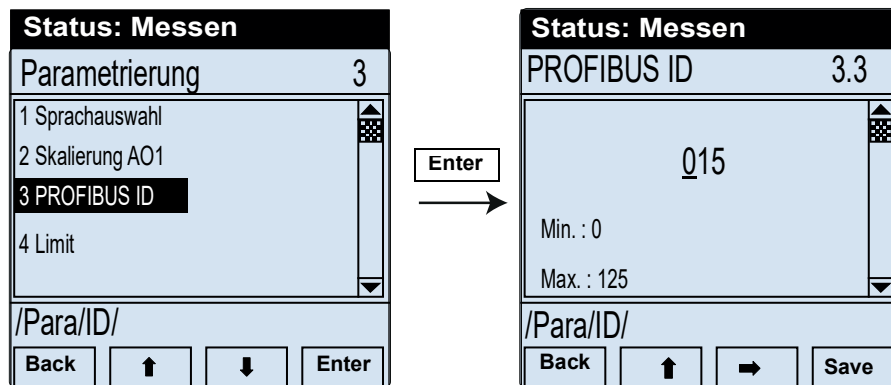 Status: Messen
Parametrierung 3
1 Sprachauswahl
2 Skalierung AO1
3 PROFIBUS ID
4 Limit
/Para/ID/
Back ⬆ ⬇ Enter
Enter
Status: Messen
PROFIBUS ID 3.3
015
Min. : 0
Max. : 125
/Para/ID/
Back ⬆ ➡ Save